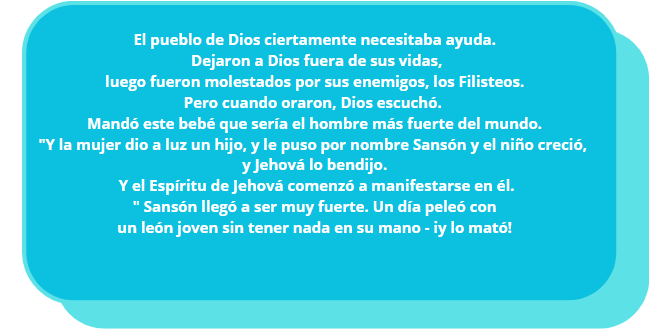 El pueblo de Dios ciertamente necesitaba ayuda.
Dejaron a Dios fuera de sus vidas,
luego fueron molestados por sus enemigos, los Filisteos.
Pero cuando oraron, Dios escuchó.
Mandó este bebé que sería el hombre más fuerte del mundo.
"Y la mujer dio a luz un hijo, y le puso por nombre Sansón y el niño creció,
y Jehová lo bendijo.
Y el Espíritu de Jehová comenzó a manifestarse en él.
" Sansón llegó a ser muy fuerte. Un día peleó con
un león joven sin tener nada en su mano - ¡y lo mató!